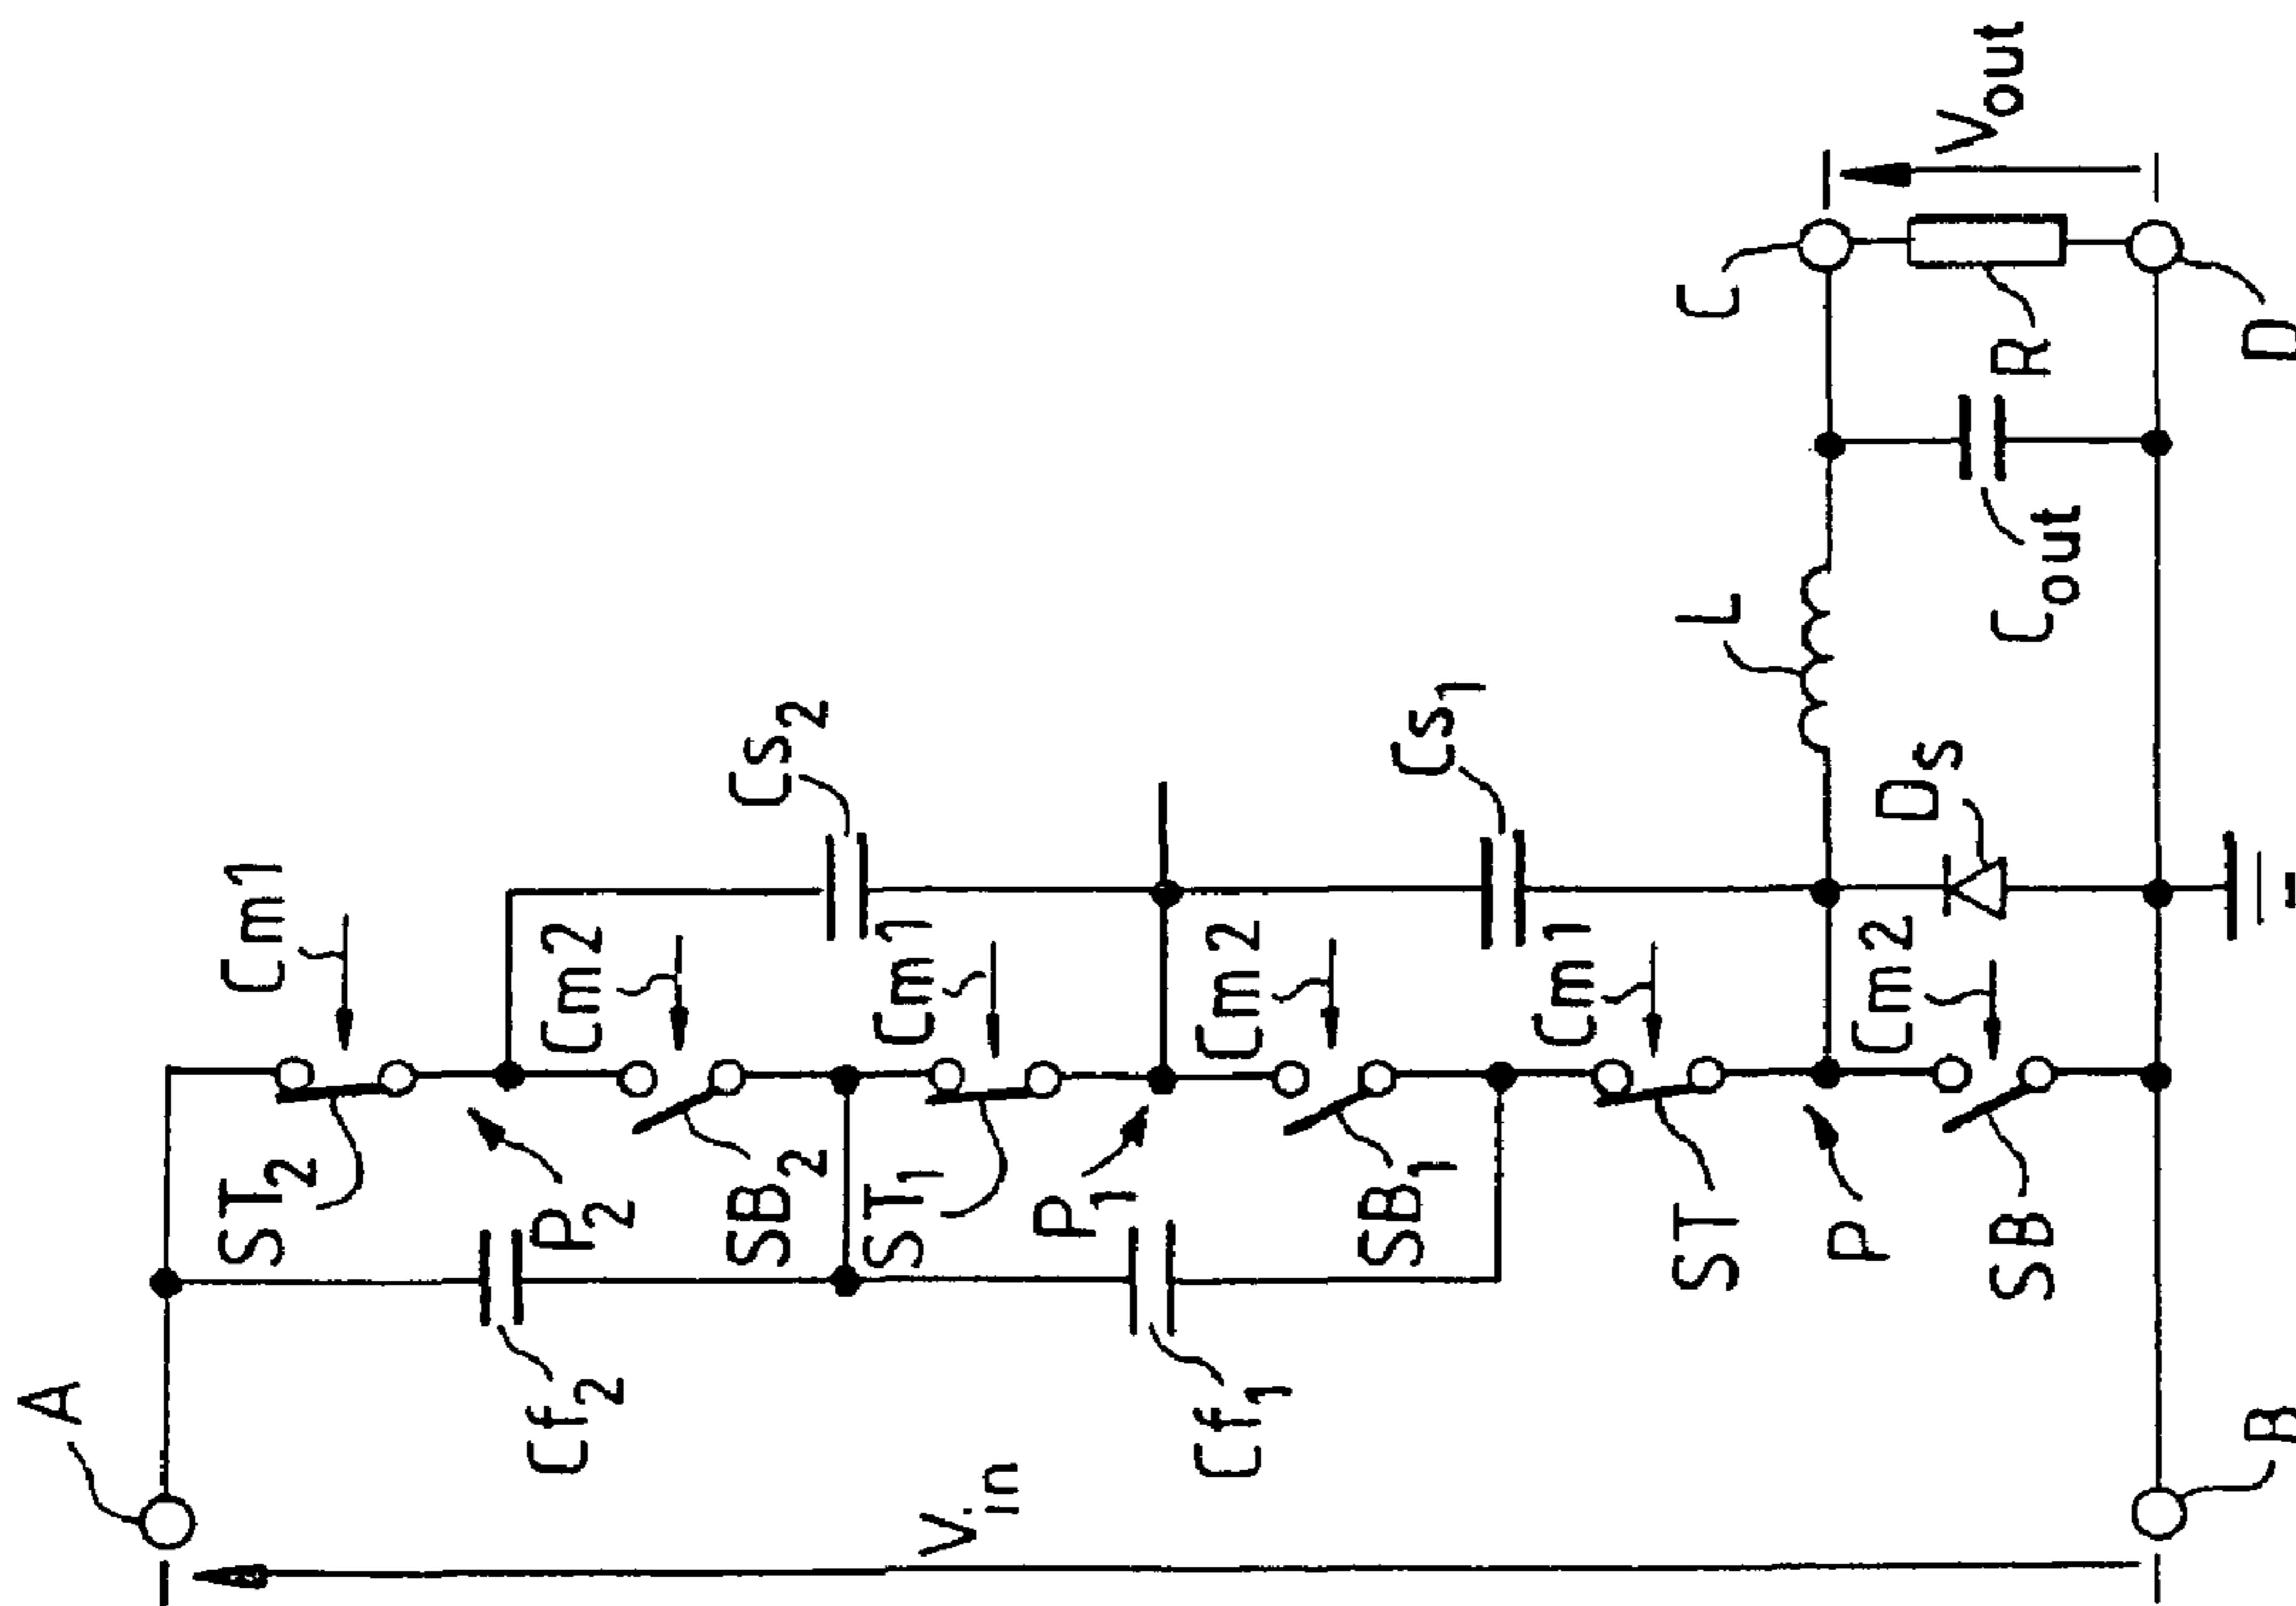 A
Vin
B
Cf2
Cf1
ST2
P2
SB2
ST1
P1
SB1
ST
P
SB
Cm1
Cm2
Cm1
Cm2
Cm1
Cm2
Cs2
Cs1
Ds
L
Cout
C
R
D
Vout